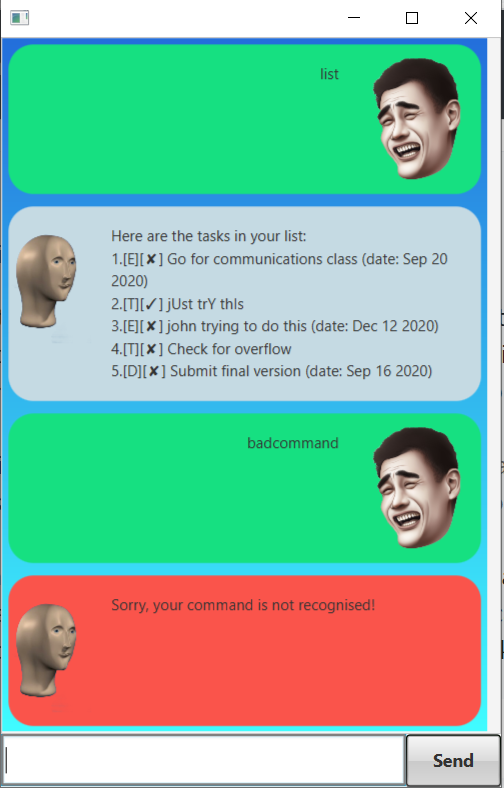 list
Here are the tasks in your list:
1.[E][✘] Go for communications class (date: Sep 20
2020)
2.[T][✓] jUst trY thIs
3.[E][✘] john trying to do this (date: Dec 12 2020)
4.[T][✘] Check for overflow
5.[D][✘] Submit final version (date: Sep 16 2020)
badcommand
Sorry, your command is not recognised!
Send